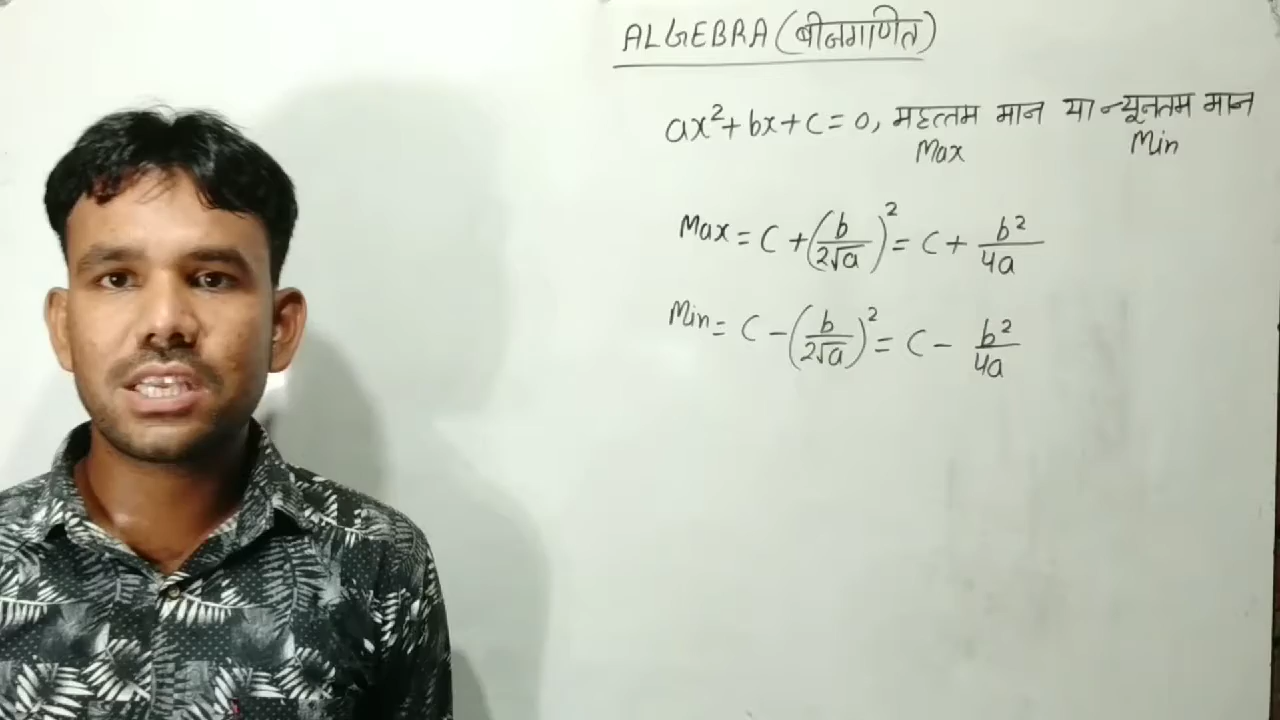 ALGEBRA (बीजगणित)
ax²+bx+c=0, महत्तम मान या न्यूनतम मान
Max Min
Max = c + (b/2√a)² = c + b²/4a
Min = c - (b/2√a)² = c - b²/4a